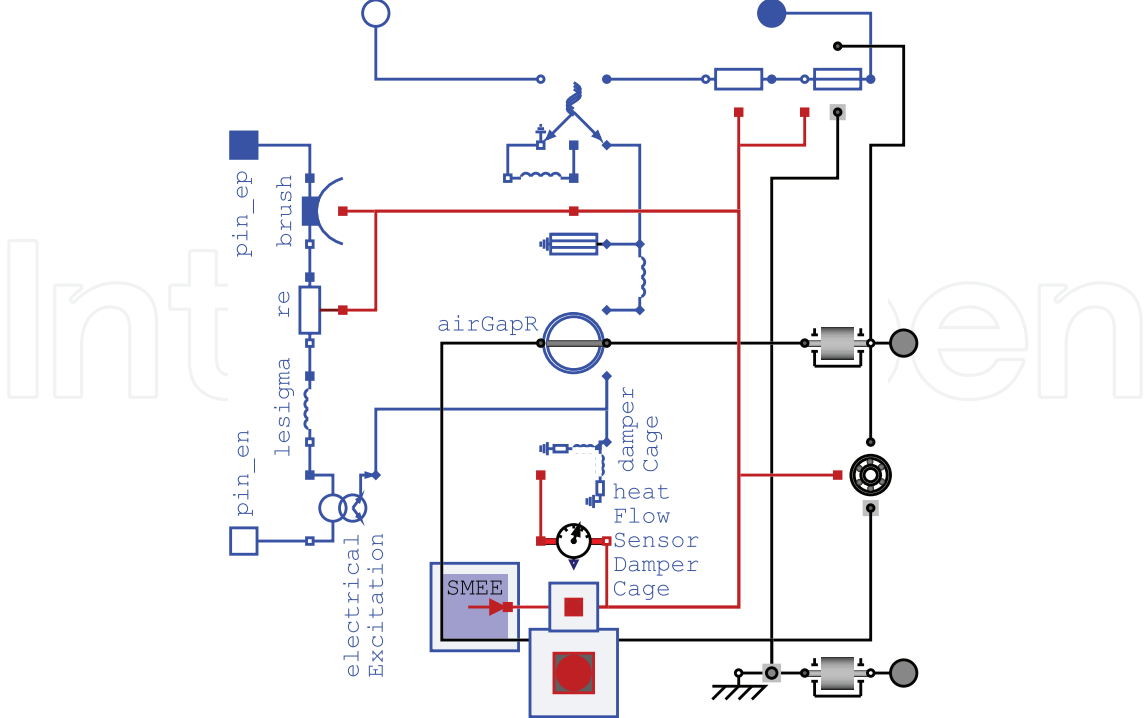 pin_ep
brush
re
airGapR
lesigma
damper
Cage
pin_en
heat
Flow
Sensor
Damper
Cage
SMEE
electrical
Excitation